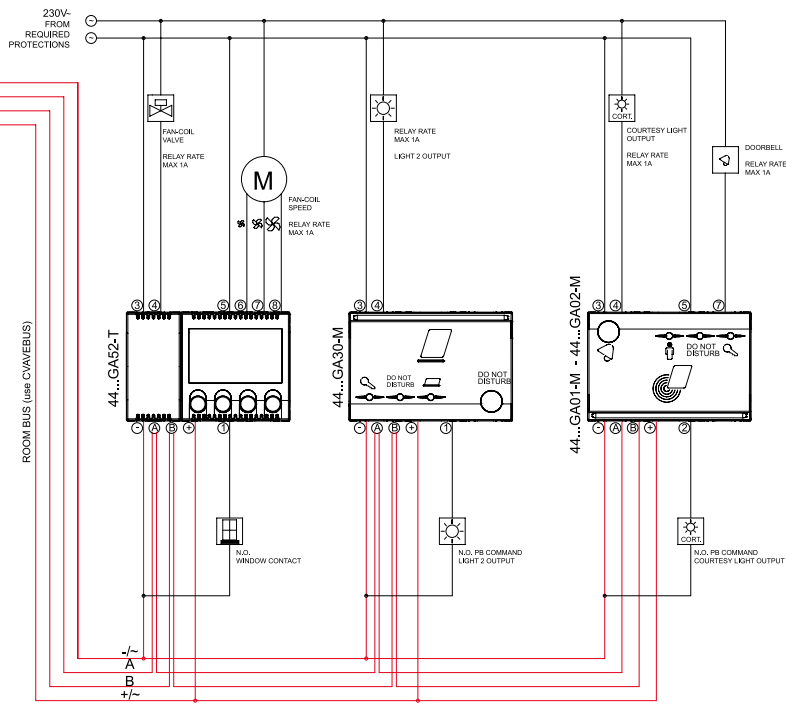 230V~
FROM
REQUIRED
PROTECTIONS
~
~
FAN-COIL
VALVE
RELAY RATE
MAX 1A
M
FAN-COIL
SPEED
RELAY RATE
MAX 1A
RELAY RATE
MAX 1A
LIGHT 2 OUTPUT
CORT.
COURTESY LIGHT
OUTPUT
RELAY RATE
MAX 1A
DOORBELL
RELAY RATE
MAX 1A
3 4 5 6 7 8
3 4
3 4 5 7
44...GA52-T
44...GA30-M
44...GA01-M - 44...GA02-M
DO NOT
DISTURB
DO NOT
DISTURB
DO NOT
DISTURB
- A B + 1
- A B + 1
- A B + 2
ROOM BUS (use CVAVEBUS)
N.O.
WINDOW CONTACT
N.O. PB COMMAND
LIGHT 2 OUTPUT
CORT.
N.O. PB COMMAND
COURTESY LIGHT OUTPUT
-/~
A
B
+/~